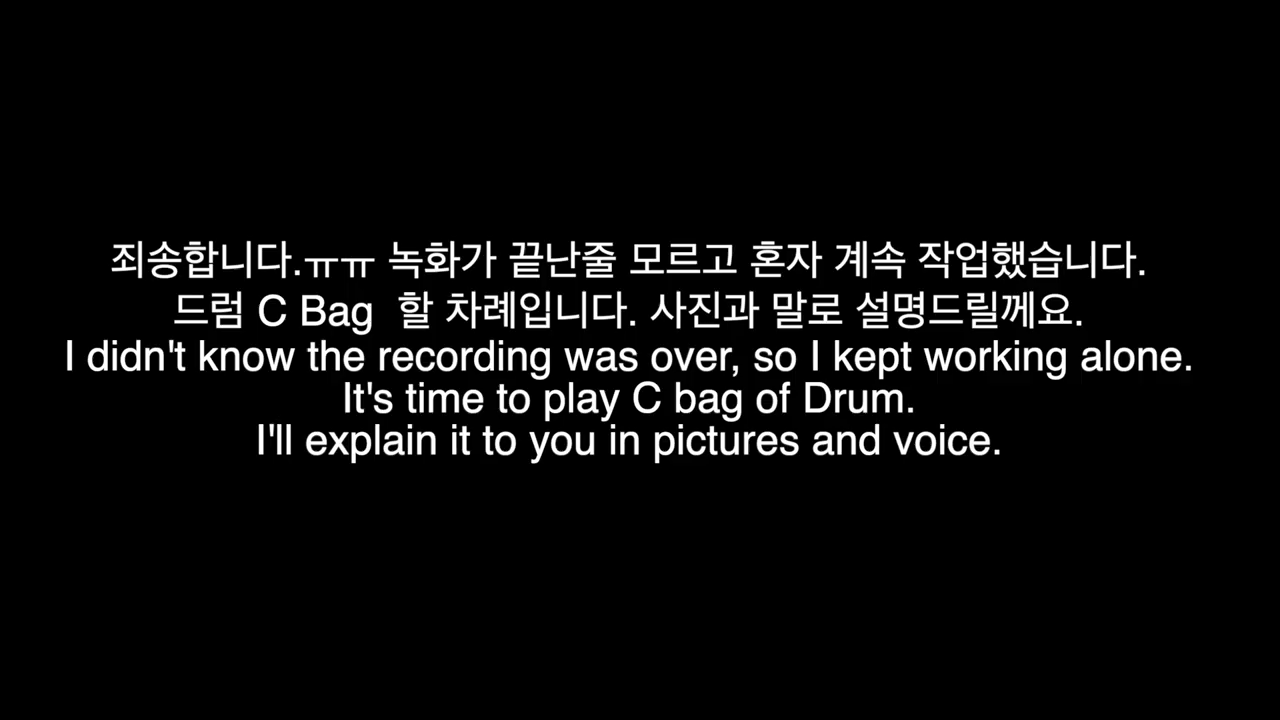 죄송합니다.ㅠㅠ 녹화가 끝난줄 모르고 혼자 계속 작업했습니다.
드럼 C Bag 할 차례입니다. 사진과 말로 설명드릴께요.
I didn't know the recording was over, so I kept working alone.
It's time to play C bag of Drum.
I'll explain it to you in pictures and voice.